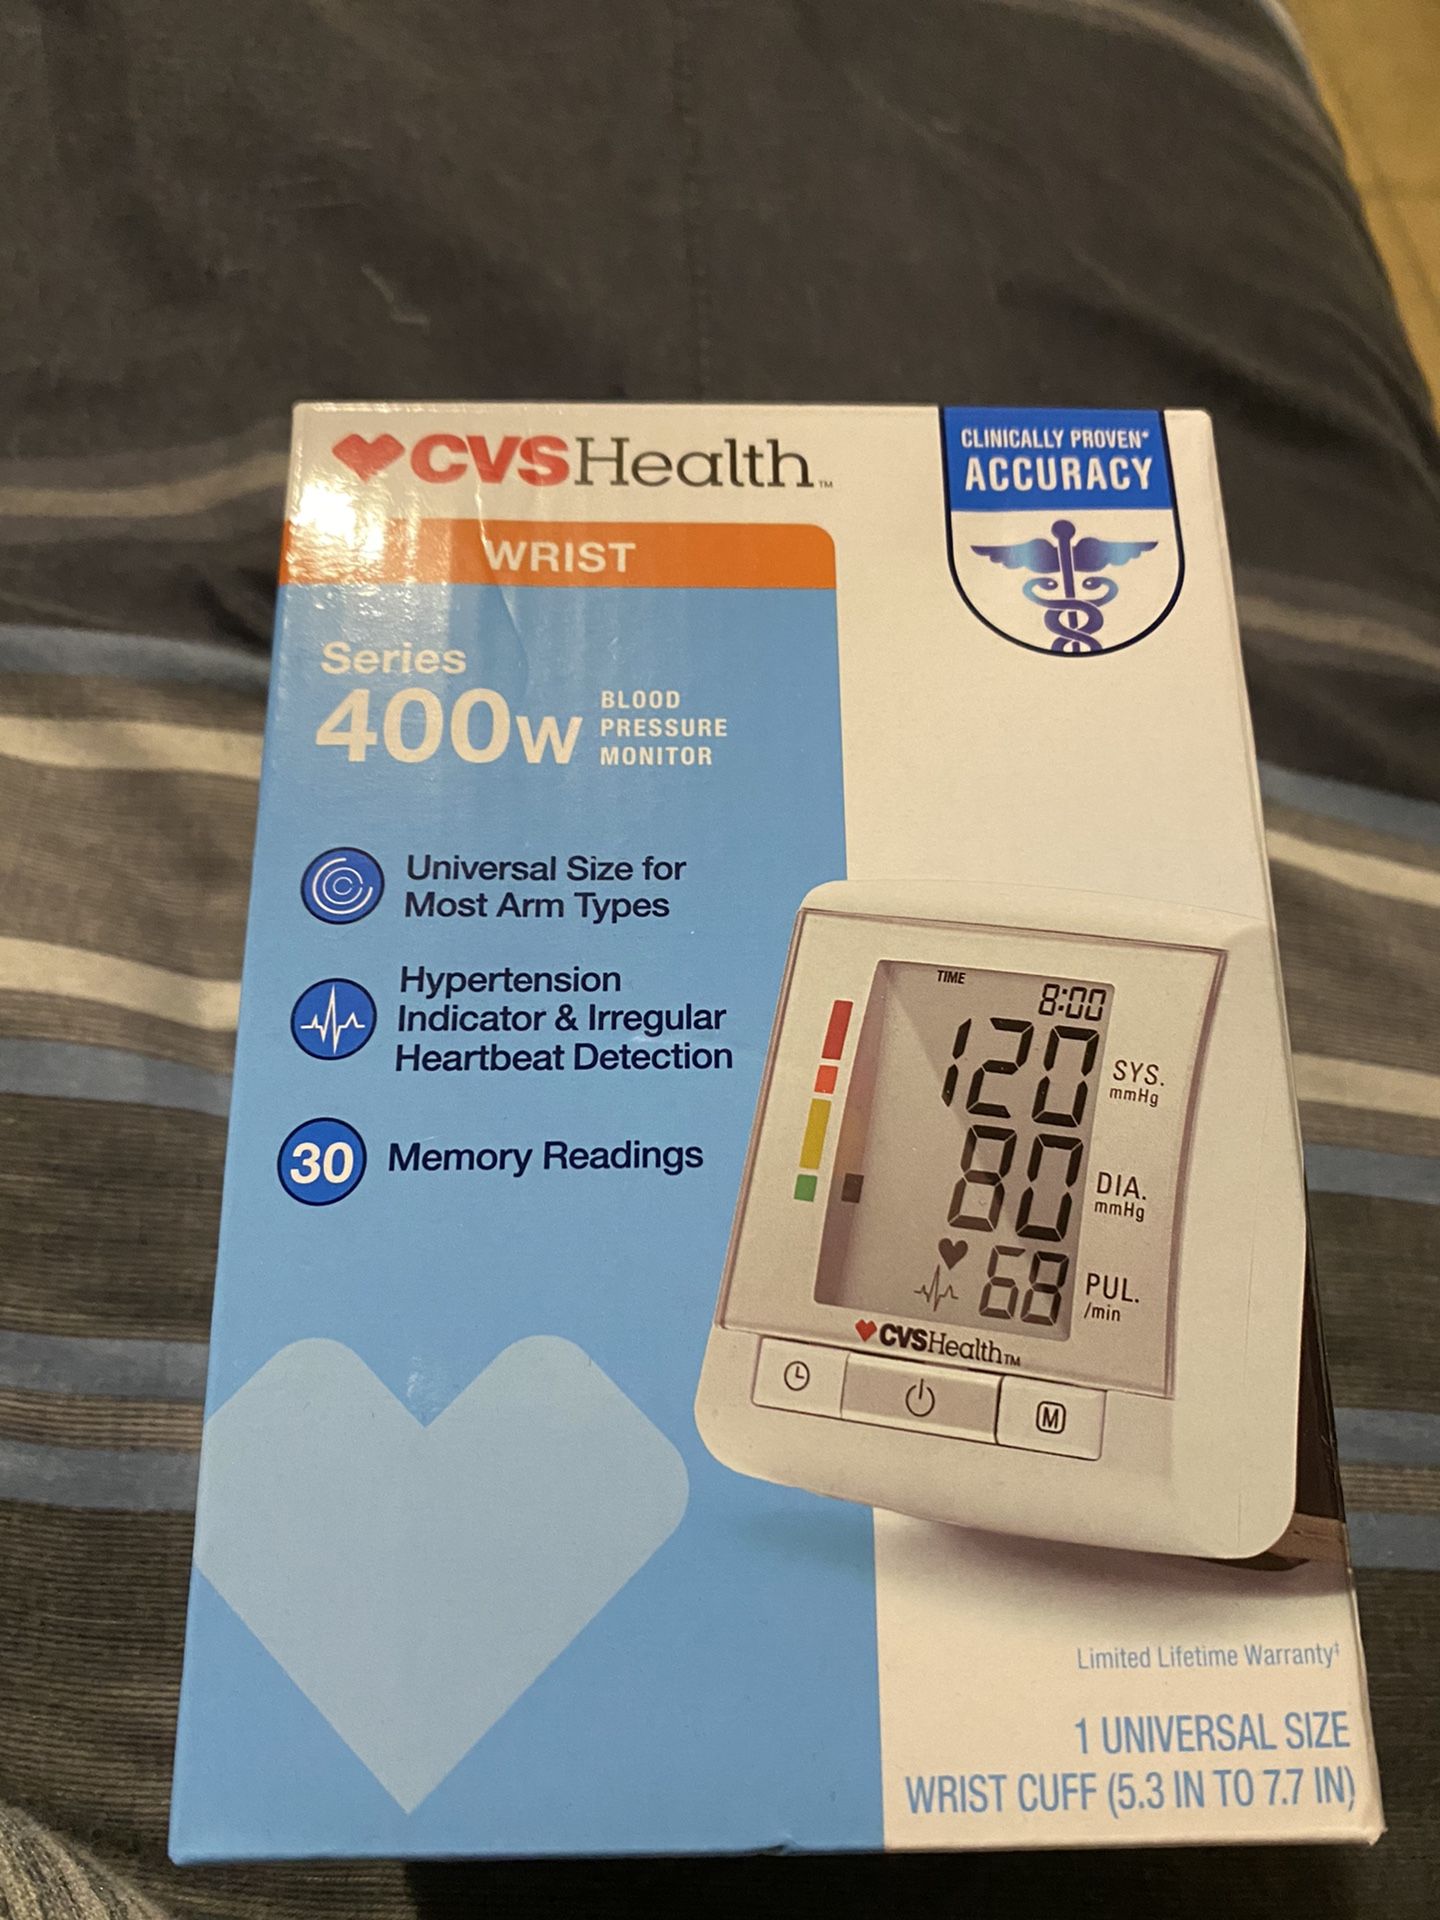 CVSHealth™
CLINICALLY PROVEN*
ACCURACY
WRIST
Series
400w
BLOOD
PRESSURE
MONITOR
Universal Size for
Most Arm Types
Hypertension
Indicator & Irregular
Heartbeat Detection
30 Memory Readings
TIME
8:00
120 SYS.
mmHg
80 DIA.
mmHg
68 PUL.
/min
CVSHealth™
M
Limited Lifetime Warranty‡
1 UNIVERSAL SIZE
WRIST CUFF (5.3 IN TO 7.7 IN)